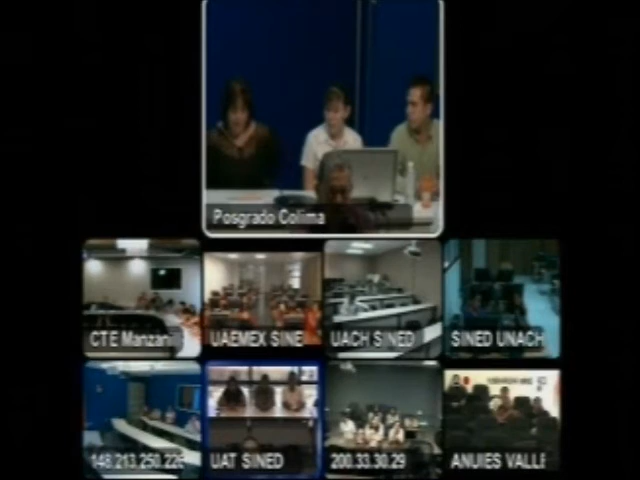 Posgrado Colima
CTE Manzani
UAEMEX SINE
UACH SINED
SINED UNACH
148.213.250.226
UAT SINED
200.33.30.29
ANUIES VALLE